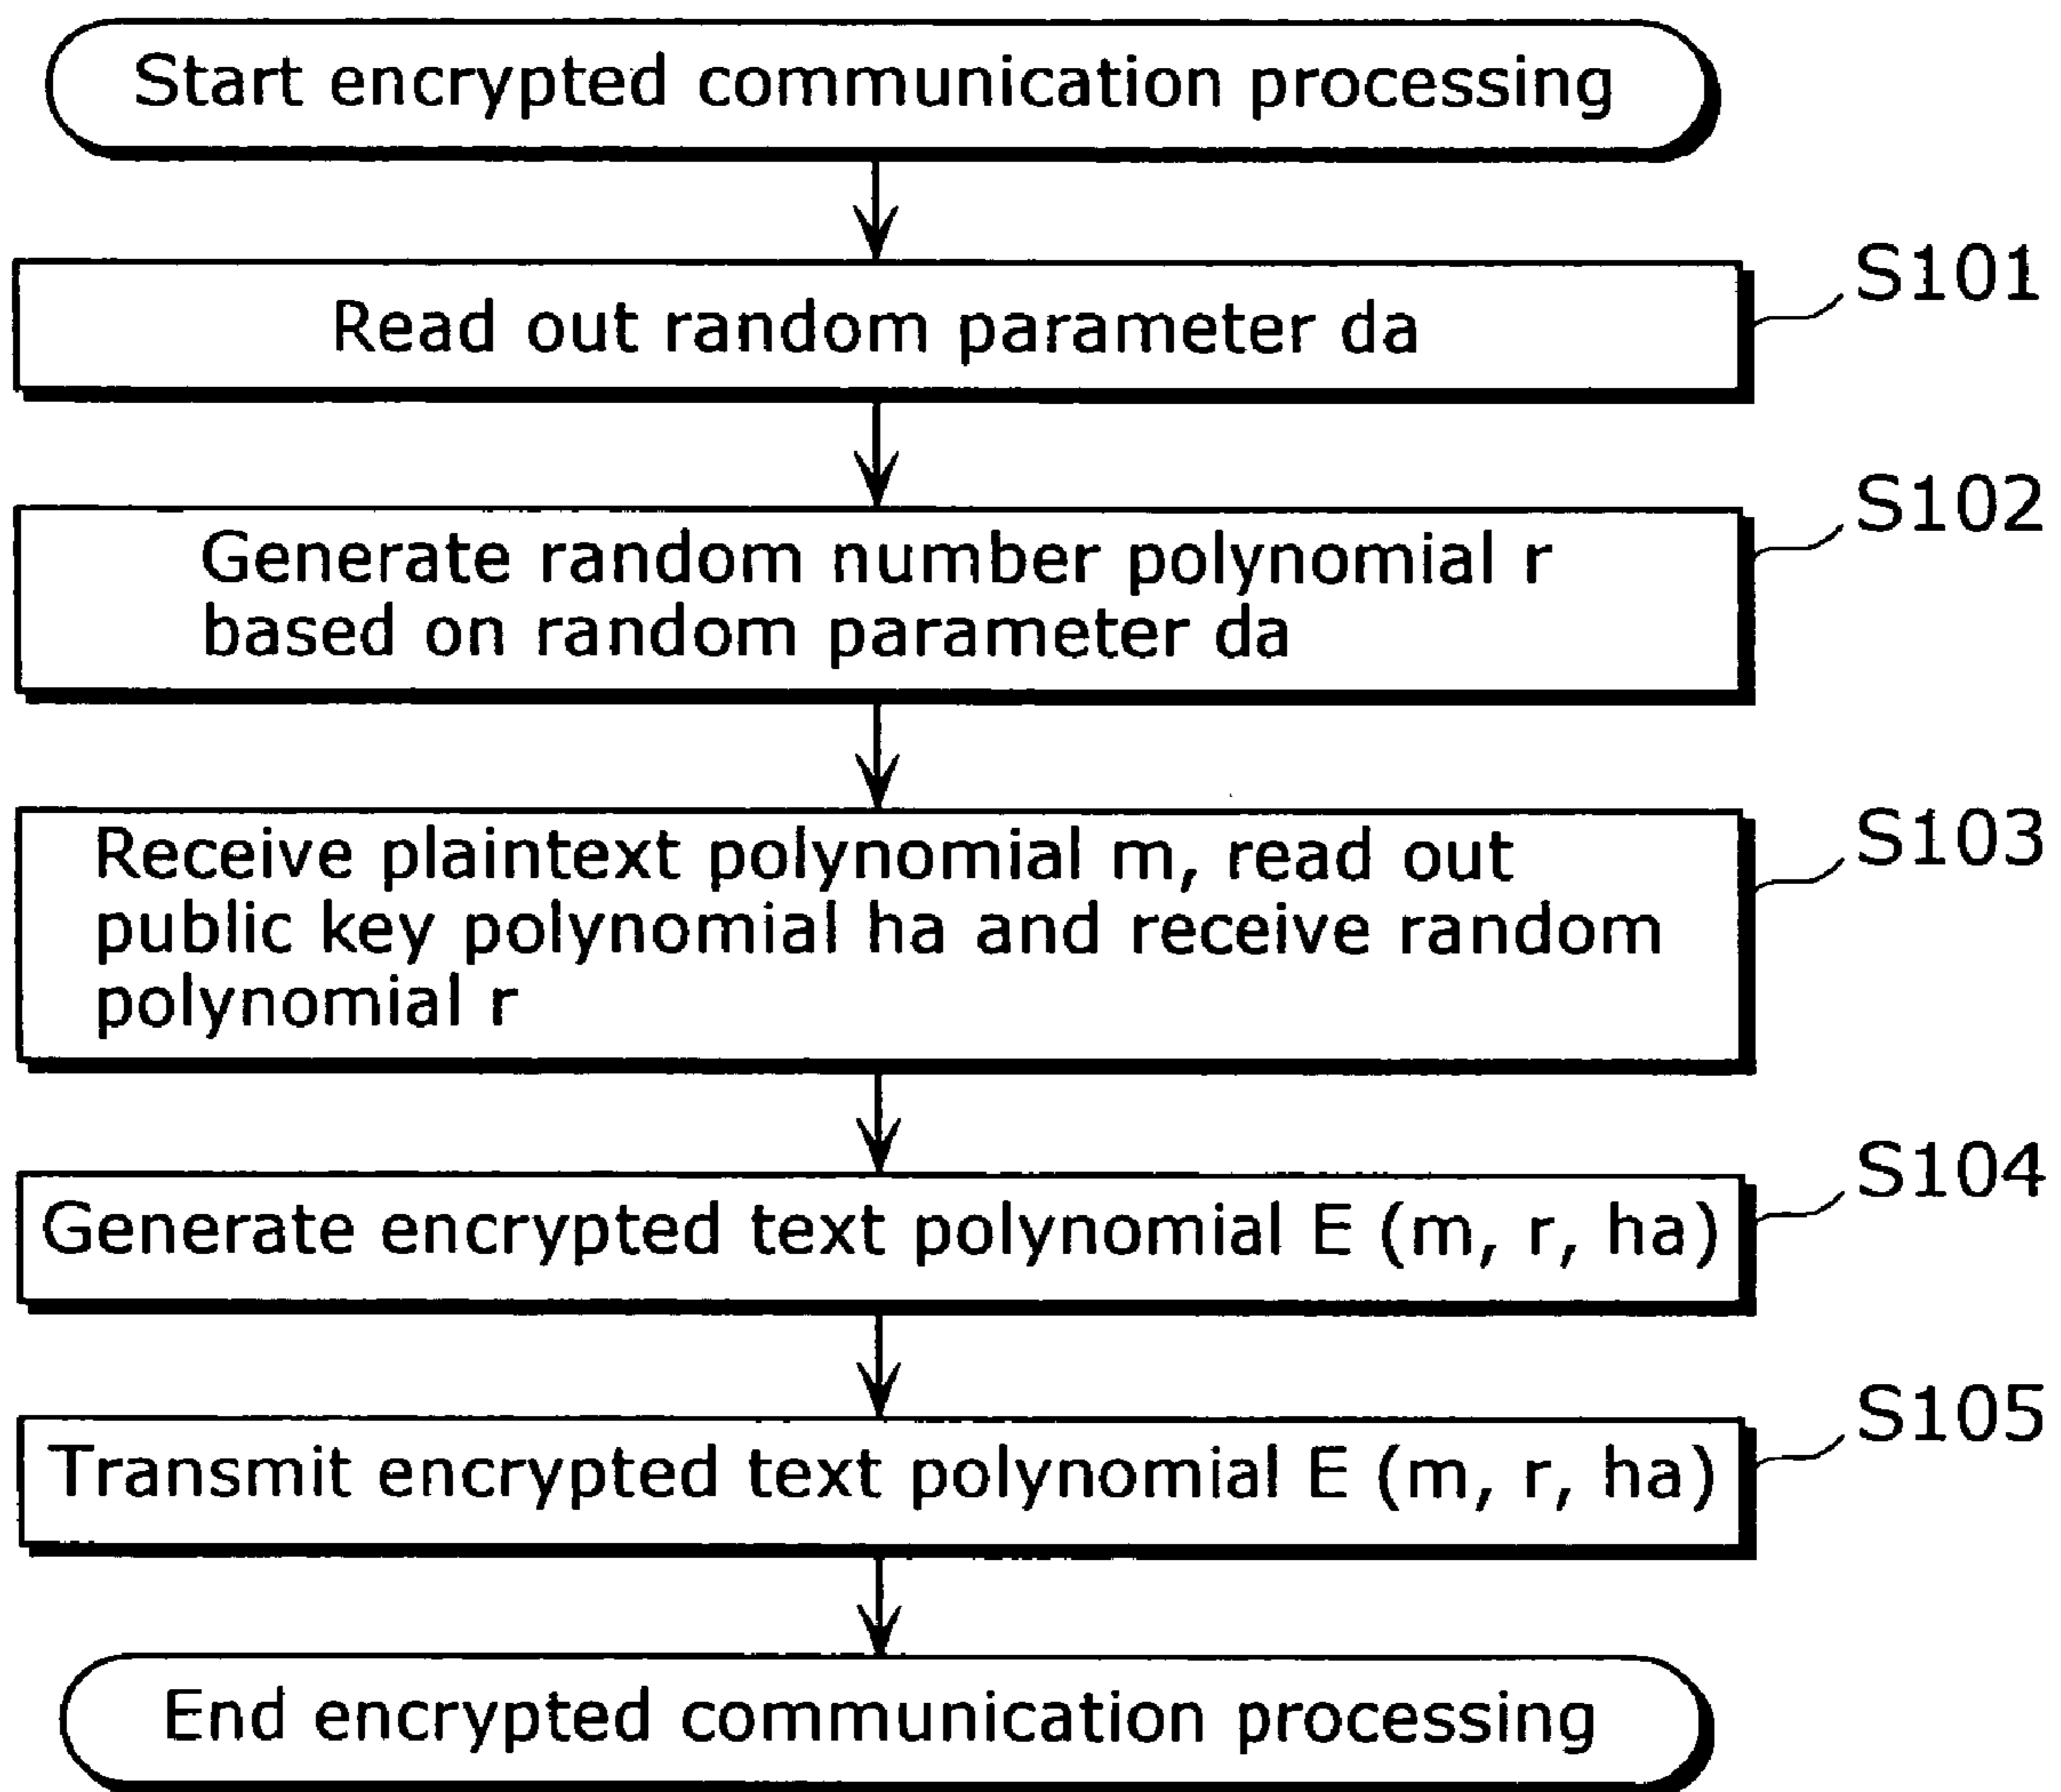 Start encrypted communication processing
S101
Read out random parameter da
S102
Generate random number polynomial r
based on random parameter da
S103
Receive plaintext polynomial m, read out
public key polynomial ha and receive random
polynomial r
S104
Generate encrypted text polynomial E (m, r, ha)
S105
Transmit encrypted text polynomial E (m, r, ha)
End encrypted communication processing